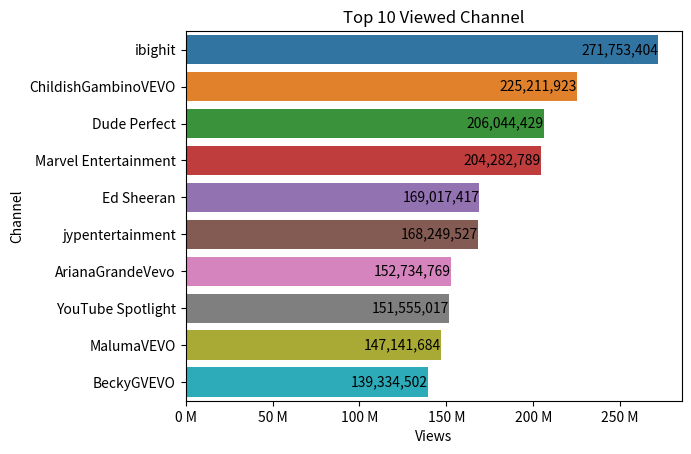 Top 10 Viewed Channel
Channel
ibighit 271,753,404
ChildishGambinoVEVO 225,211,923
Dude Perfect 206,044,429
Marvel Entertainment 204,282,789
Ed Sheeran 169,017,417
jypentertainment 168,249,527
ArianaGrandeVevo 152,734,769
YouTube Spotlight 151,555,017
MalumaVEVO 147,141,684
BeckyGVEVO 139,334,502
0 M 50 M 100 M 150 M 200 M 250 M
Views